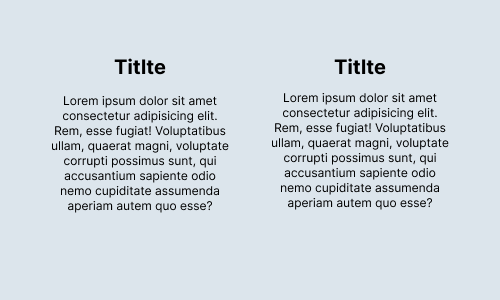 Titlte
Lorem ipsum dolor sit amet
consectetur adipisicing elit.
Rem, esse fugiat! Voluptatibus
ullam, quaerat magni, voluptate
corrupti possimus sunt, qui
accusantium sapiente odio
nemo cupiditate assumenda
aperiam autem quo esse?
Titlte
Lorem ipsum dolor sit amet
consectetur adipisicing elit.
Rem, esse fugiat! Voluptatibus
ullam, quaerat magni, voluptate
corrupti possimus sunt, qui
accusantium sapiente odio
nemo cupiditate assumenda
aperiam autem quo esse?